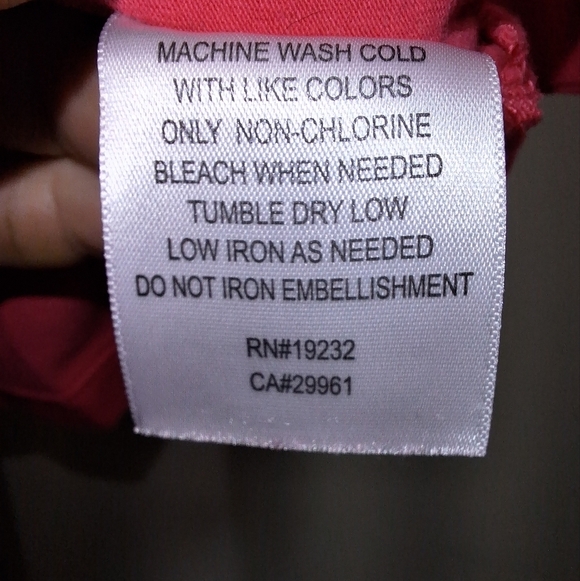 MACHINE WASH COLD
WITH LIKE COLORS
ONLY NON-CHLORINE
BLEACH WHEN NEEDED
TUMBLE DRY LOW
LOW IRON AS NEEDED
DO NOT IRON EMBELLISHMENT
RN#19232
CA#29961